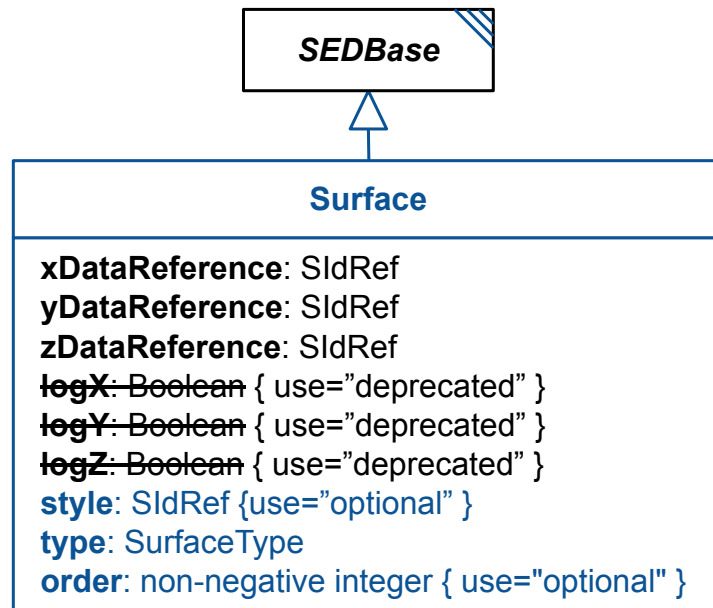 SEDBase
Surface
xDataReference: SIdRef
yDataReference: SIdRef
zDataReference: SIdRef
logX: Boolean { use=”deprecated” }
logY: Boolean { use=”deprecated” }
logZ: Boolean { use=”deprecated” }
style: SIdRef {use=”optional” }
type: SurfaceType
order: non-negative integer { use="optional" }